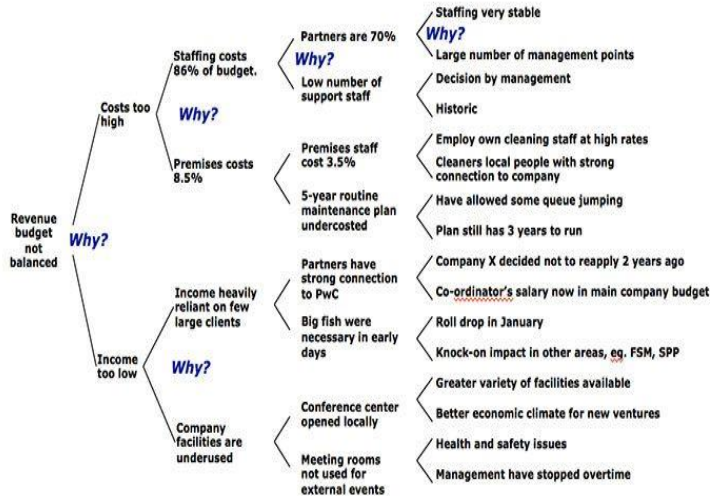 Revenue
budget
not
balanced
Why?
Costs too
high
Why?
Staffing costs
86% of budget.
Why?
Partners are 70%
Why?
Staffing very stable
Large number of management points
Low number of
support staff
Decision by management
Historic
Premises costs
8.5%
Premises staff
cost 3.5%
Employ own cleaning staff at high rates
Cleaners local people with strong
connection to company
5-year routine
maintenance plan
undercosted
Have allowed some queue jumping
Plan still has 3 years to run
Income
too low
Why?
Income heavily
reliant on few
large clients
Partners have
strong connection
to PwC
Company X decided not to reapply 2 years ago
Co-ordinator's salary now in main company budget
Big fish were
necessary in early
days
Roll drop in January
Knock-on impact in other areas, eg. FSM, SPP
Company
facilities are
underused
Conference center
opened locally
Greater variety of facilities available
Better economic climate for new ventures
Meeting rooms
not used for
external events
Health and safety issues
Management have stopped overtime